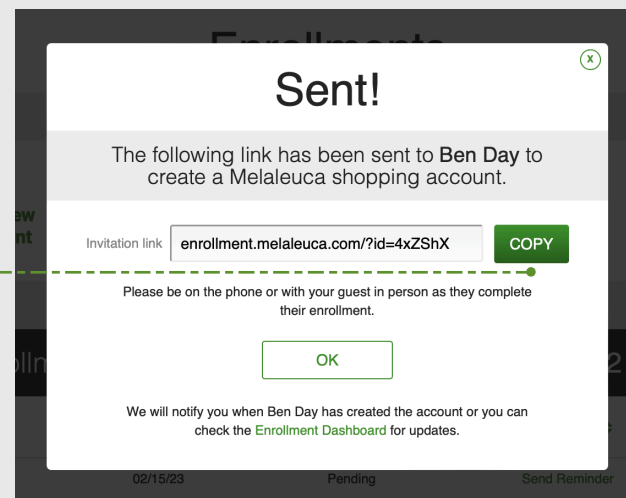 Enrollments
X
Sent!
The following link has been sent to Ben Day to
create a Melaleuca shopping account.
Invitation link enrollment.melaleuca.com/?id=4xZShX COPY
Please be on the phone or with your guest in person as they complete
their enrollment.
OK
We will notify you when Ben Day has created the account or you can
check the Enrollment Dashboard for updates.
02/15/23 Pending Send Reminder